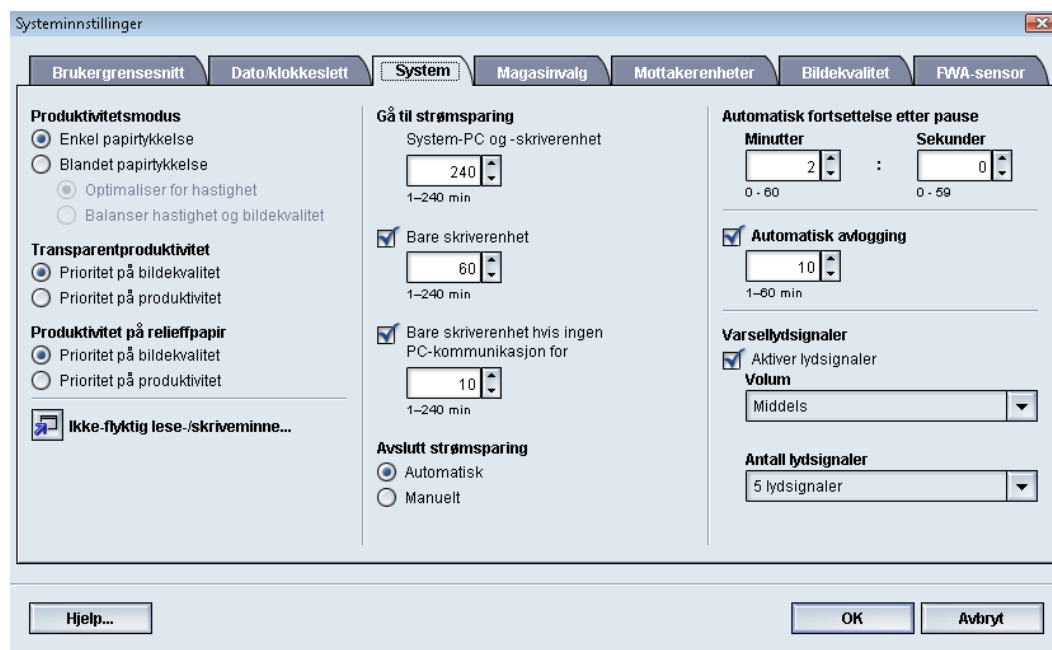 Systeminnstillinger
Brukergrensesnitt
Dato/klokkeslett
System
Magasinvalg
Mottakerenheter
Bildekvalitet
FWA-sensor
Produktivitetsmodus
Enkel papirtykkelse
Blandet papirtykkelse
Optimaliser for hastighet
Balanser hastighet og bildekvalitet
Transparentproduktivitet
Prioritet på bildekvalitet
Prioritet på produktivitet
Produktivitet på relieffpapir
Prioritet på bildekvalitet
Prioritet på produktivitet
Ikke-flyktig lese-/skriveminne...
Gå til strømsparing
System-PC og -skriverenhet
240
1–240 min
Bare skriverenhet
60
1–240 min
Bare skriverenhet hvis ingen
PC-kommunikasjon for
10
1–240 min
Avslutt strømsparing
Automatisk
Manuelt
Automatisk fortsettelse etter pause
Minutter Sekunder
2 : 0
0 - 60 0 - 59
Automatisk avlogging
10
1–60 min
Varsellydsignaler
Aktiver lydsignaler
Volum
Middels
Antall lydsignaler
5 lydsignaler
Hjelp...
OK
Avbryt